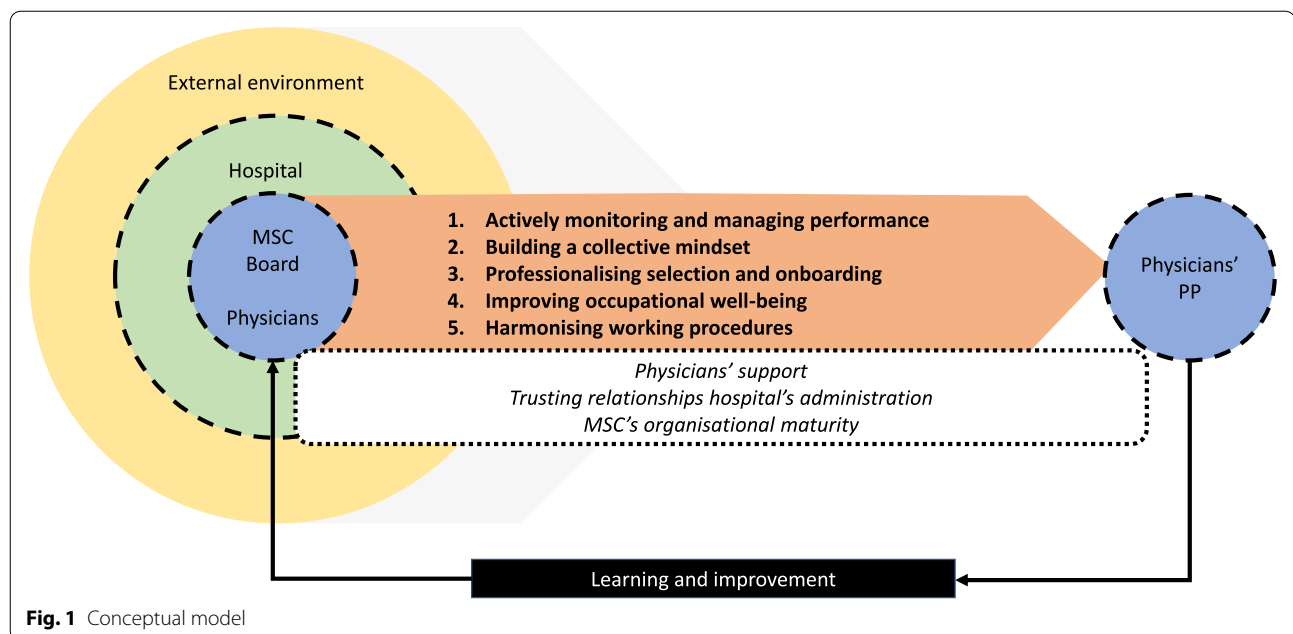 External environment
Hospital
MSC
Board
Physicians
1. Actively monitoring and managing performance
2. Building a collective mindset
3. Professionalising selection and onboarding
4. Improving occupational well-being
5. Harmonising working procedures
Physicians’
PP
Physicians’ support
Trusting relationships hospital’s administration
MSC’s organisational maturity
Learning and improvement
Fig. 1 Conceptual model